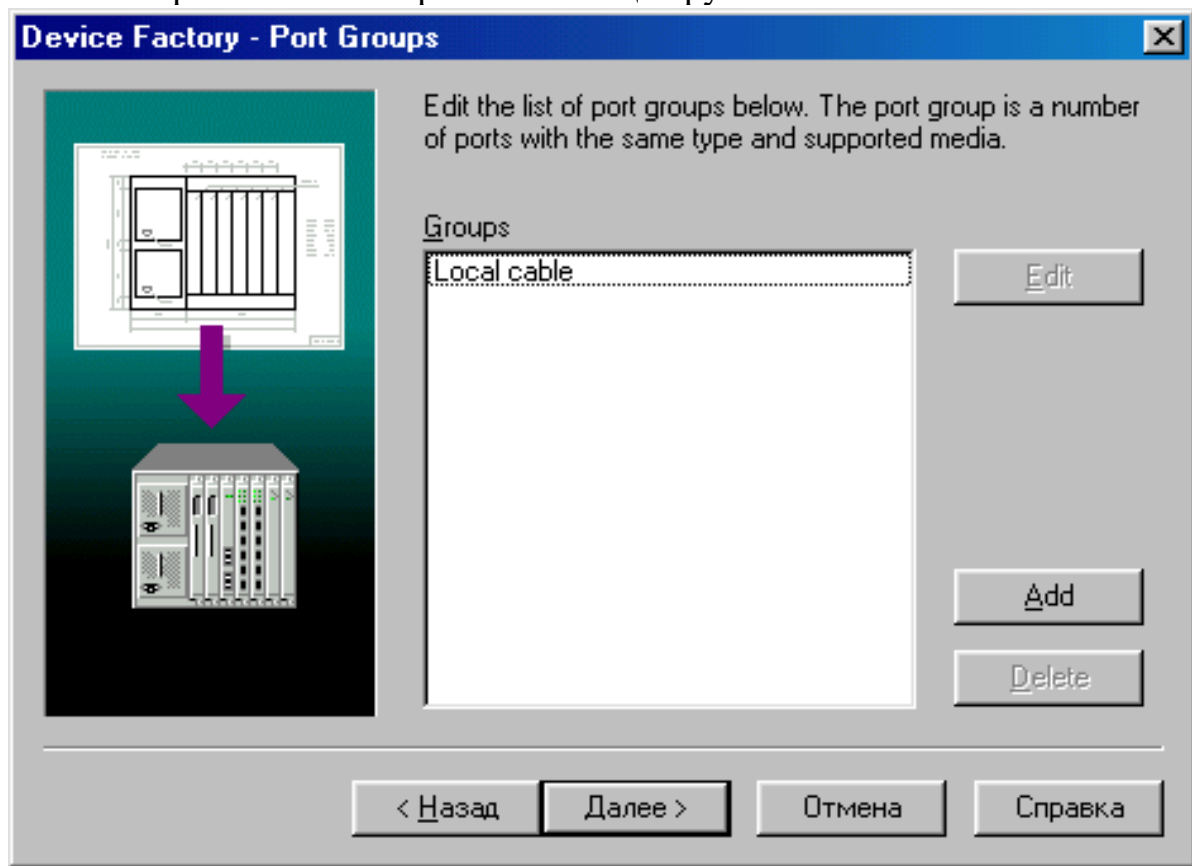 Device Factory - Port Groups
Edit the list of port groups below. The port group is a number
of ports with the same type and supported media.
Groups
Local cable
Edit
Add
Delete
< Назад
Далее >
Отмена
Справка